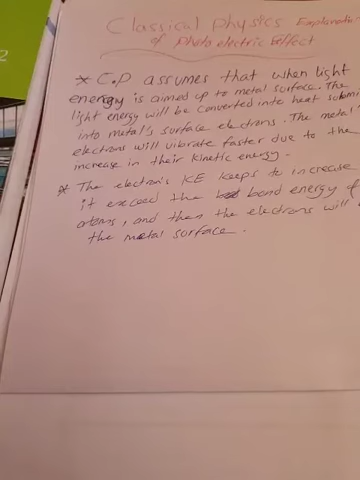 Classical Physics Explanation
of Photo electric Effect
* C.P assumes that when light
energy is aimed up to metal surface. The
light energy will be converted into heat
into metal's surface electrons. The metal's
electrons will vibrate faster due to the
increase in their kinetic energy.
* The electron's KE keeps to increase
it exceed the bond energy of
atoms, and then the electrons will
the metal surface.
2